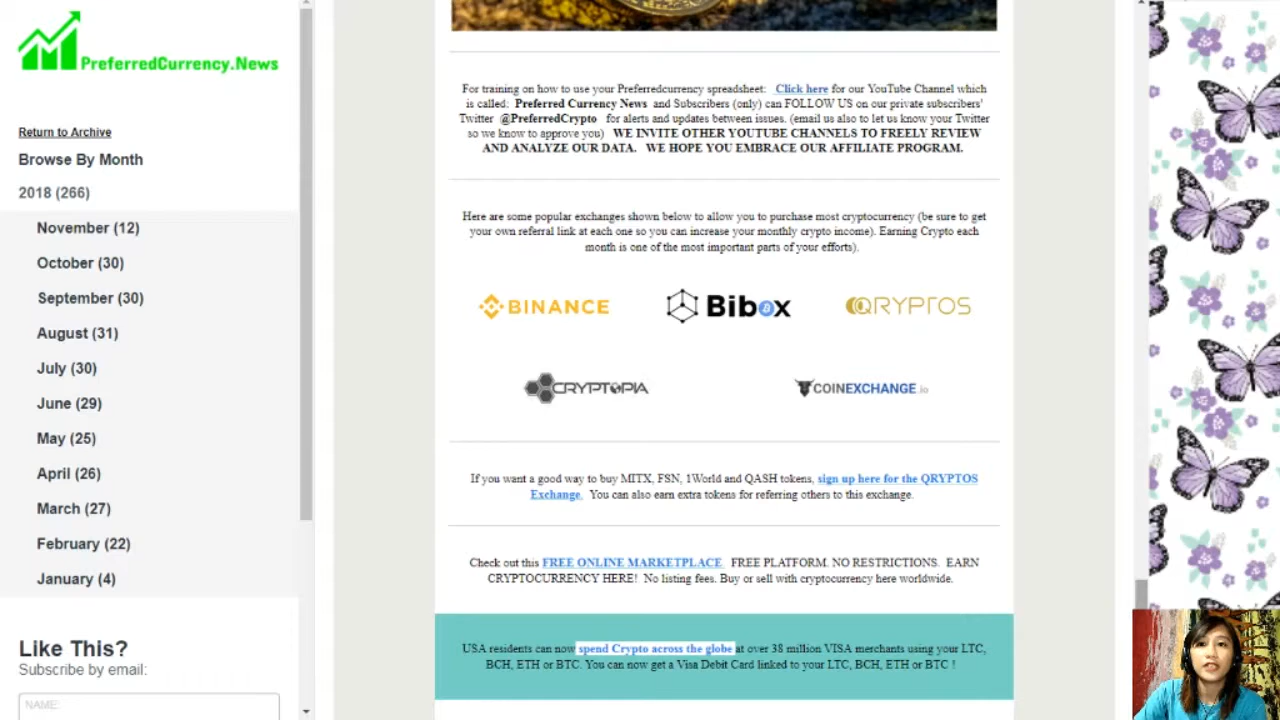 PreferredCurrency.News
Return to Archive
Browse By Month
2018 (266)
November (12)
October (30)
September (30)
August (31)
July (30)
June (29)
May (25)
April (26)
March (27)
February (22)
January (4)
Like This?
Subscribe by email:
NAME:
For training on how to use your Preferredcurrency spreadsheet: Click here for our YouTube Channel which
is called: Preferred Currency News and Subscribers (only) can FOLLOW US on our private subscribers'
Twitter @PreferredCrypto for alerts and updates between issues. (email us also to let us know your Twitter
so we know to approve you) WE INVITE OTHER YOUTUBE CHANNELS TO FREELY REVIEW
AND ANALYZE OUR DATA. WE HOPE YOU EMBRACE OUR AFFILIATE PROGRAM.
Here are some popular exchanges shown below to allow you to purchase most cryptocurrency (be sure to get
your own referral link at each one so you can increase your monthly crypto income). Earning Crypto each
month is one of the most important parts of your efforts).
BINANCE Bibox QRYPTOS
CRYPTOPIA COINEXCHANGE.io
If you want a good way to buy MITX, FSN, 1World and QASH tokens, sign up here for the QRYPTOS
Exchange. You can also earn extra tokens for referring others to this exchange.
Check out this FREE ONLINE MARKETPLACE FREE PLATFORM. NO RESTRICTIONS. EARN
CRYPTOCURRENCY HERE! No listing fees. Buy or sell with cryptocurrency here worldwide.
USA residents can now spend Crypto across the globe at over 38 million VISA merchants using your LTC,
BCH, ETH or BTC. You can now get a Visa Debit Card linked to your LTC, BCH, ETH or BTC !